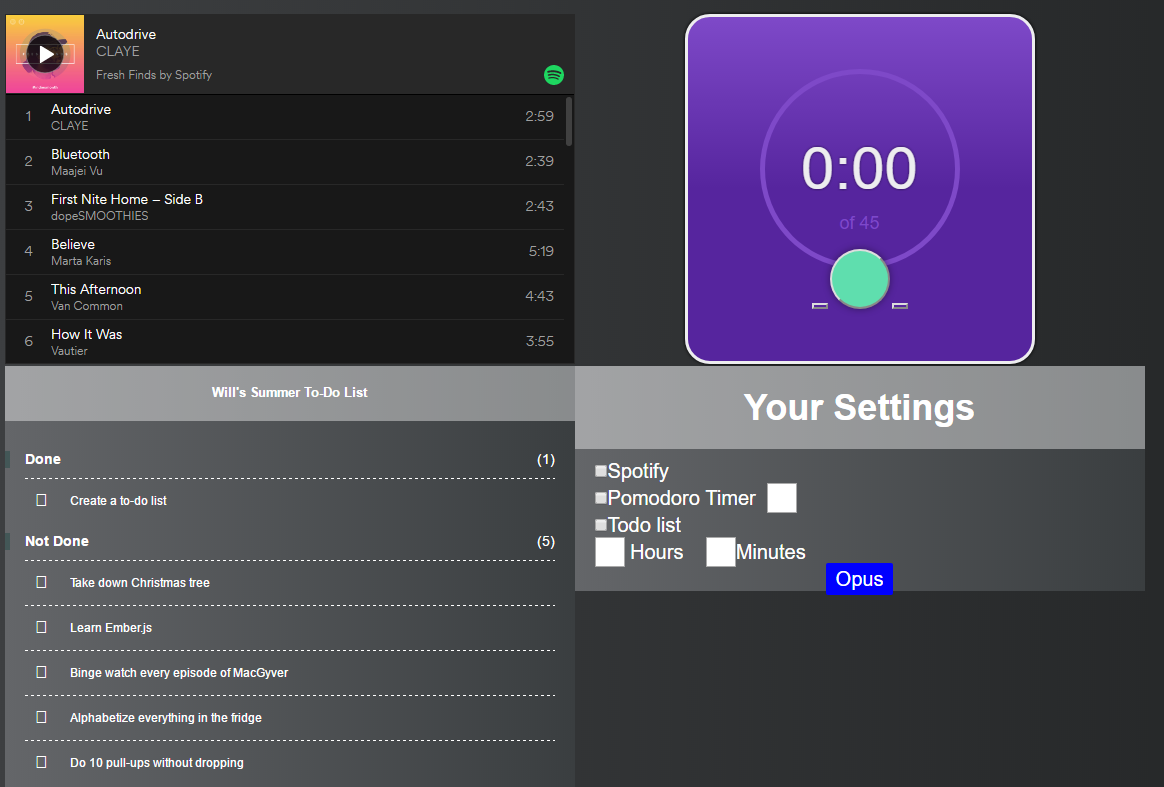 Autodrive
CLAYE
Fresh Finds by Spotify
1 Autodrive 2:59
CLAYE
2 Bluetooth 2:39
Maajei Vu
3 First Nite Home – Side B 2:43
dopeSMOOTHIES
4 Believe 5:19
Marta Karis
5 This Afternoon 4:43
Van Common
6 How It Was 3:55
Vautier
0:00
of 45
Will's Summer To-Do List
Done (1)
Create a to-do list
Not Done (5)
Take down Christmas tree
Learn Ember.js
Binge watch every episode of MacGyver
Alphabetize everything in the fridge
Do 10 pull-ups without dropping
Your Settings
Spotify
Pomodoro Timer
Todo list
Hours Minutes
Opus